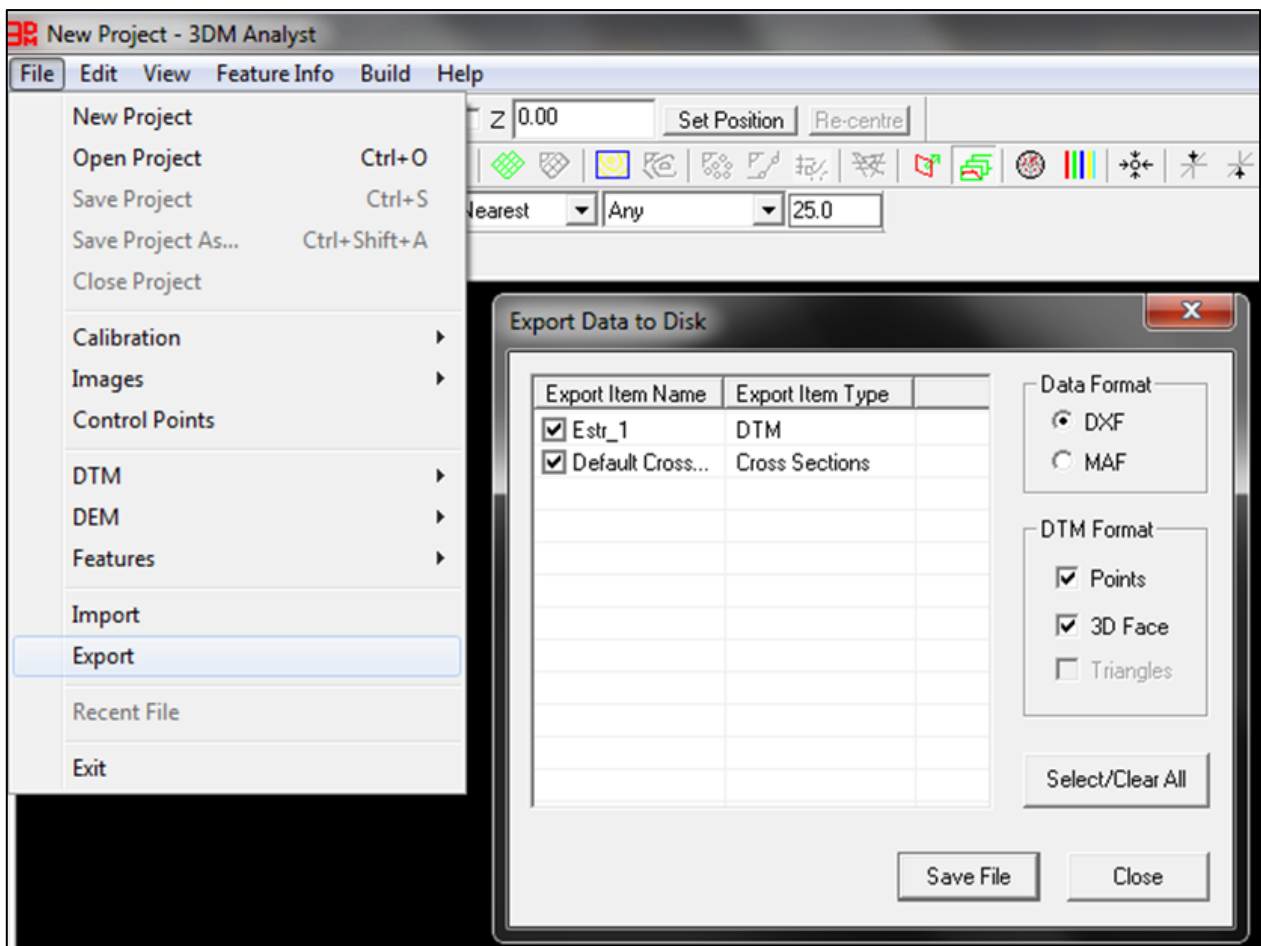 New Project - 3DM Analyst
File Edit View Feature Info Build Help
Z 0.00 Set Position Re-centre
Nearest Any 25.0
New Project
Open Project Ctrl+O
Save Project Ctrl+S
Save Project As... Ctrl+Shift+A
Close Project
Calibration
Images
Control Points
DTM
DEM
Features
Import
Export
Recent File
Exit
Export Data to Disk
Export Item Name Export Item Type
Estr_1 DTM
Default Cross... Cross Sections
Data Format
DXF
MAF
DTM Format
Points
3D Face
Triangles
Select/Clear All
Save File Close